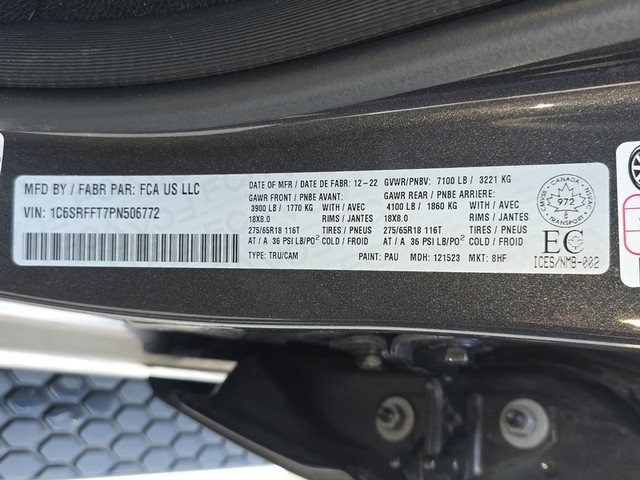 MFD BY / FABR PAR: FCA US LLC
VIN: 1C6SRFFT7PN506772
DATE OF MFR / DATE DE FABR: 12-22 GVWR/PNBV: 7100 LB / 3221 KG
GAWR FRONT / PNBE AVANT: GAWR REAR / PNBE ARRIERE:
3900 LB / 1770 KG WITH / AVEC 4100 LB / 1860 KG WITH / AVEC
18X8.0 RIMS / JANTES 18X8.0 RIMS / JANTES
275/65R18 116T TIRES / PNEUS 275/65R18 116T TIRES / PNEUS
AT / A 36 PSI LB/PO² COLD / FROID AT / A 36 PSI LB/PO² COLD / FROID
TYPE: TRU/CAM PAINT: PAU MDH: 121523 MKT: 8HF
CANADA
CMVSS NSVAC
972
TRANSPORT
EC
ICES/NMB-002